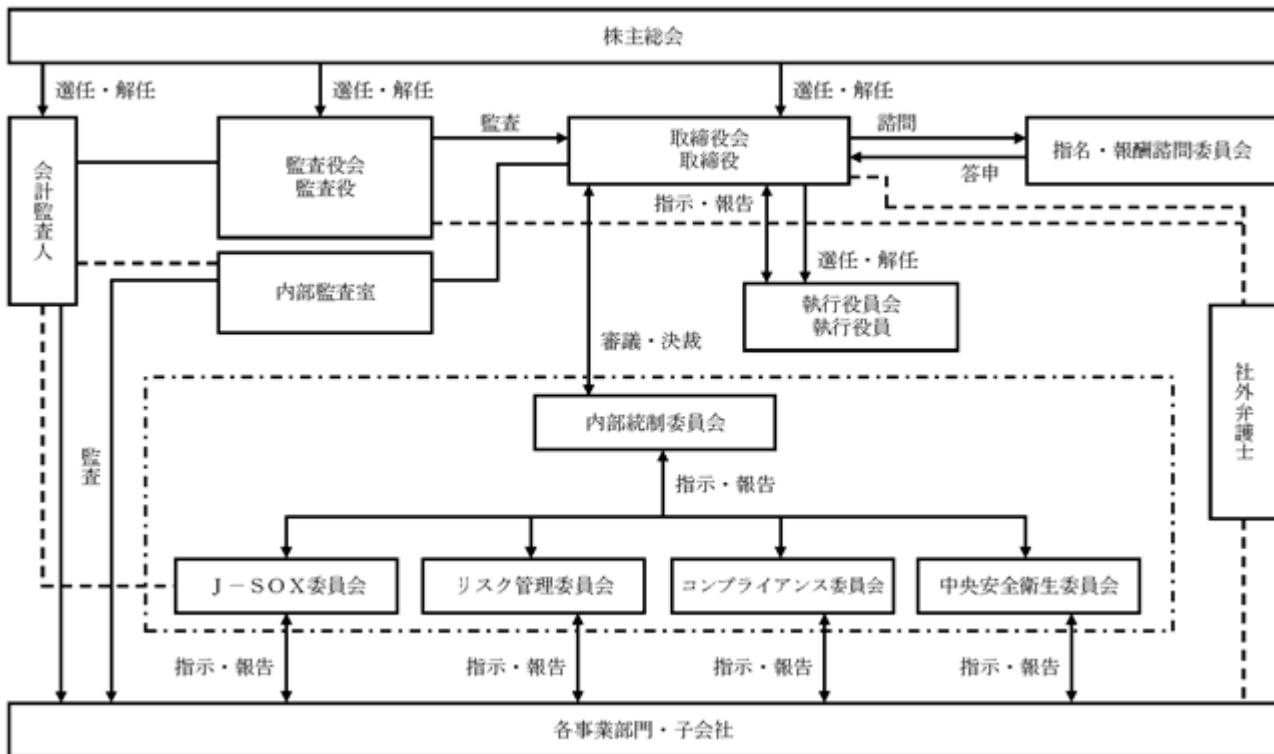 株主総会
選任・解任
選任・解任
選任・解任
会計監査人
監査役会
監査役
監査
取締役会
取締役
諮問
答申
指名・報酬諮問委員会
指示・報告
選任・解任
内部監査室
執行役員会
執行役員
審議・決裁
社外弁護士
監査
内部統制委員会
指示・報告
J-SOX委員会
リスク管理委員会
コンプライアンス委員会
中央安全衛生委員会
指示・報告
指示・報告
指示・報告
指示・報告
各事業部門・子会社